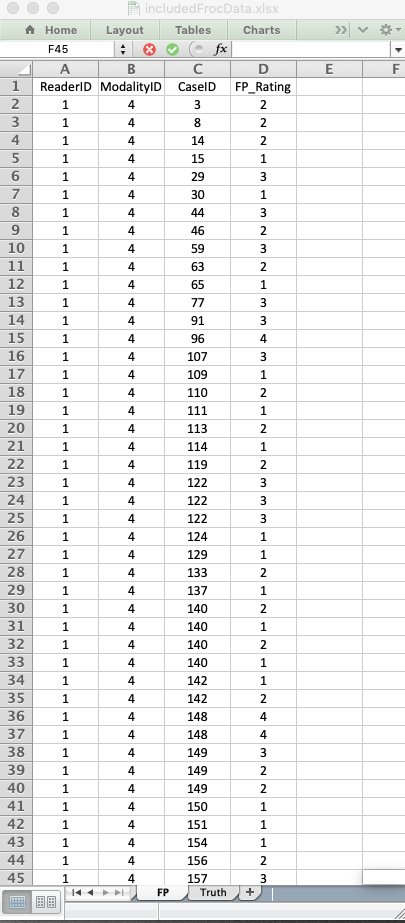 includedFrocData.xlsx
Home Layout Tables Charts >>
F45 fx
A B C D E F
1 ReaderID ModalityID CaseID FP_Rating
2 1 4 3 2
3 1 4 8 2
4 1 4 14 2
5 1 4 15 1
6 1 4 29 3
7 1 4 30 1
8 1 4 44 3
9 1 4 46 2
10 1 4 59 3
11 1 4 63 2
12 1 4 65 1
13 1 4 77 3
14 1 4 91 3
15 1 4 96 4
16 1 4 107 3
17 1 4 109 1
18 1 4 110 2
19 1 4 111 1
20 1 4 113 2
21 1 4 114 1
22 1 4 119 2
23 1 4 122 3
24 1 4 122 3
25 1 4 122 3
26 1 4 124 1
27 1 4 129 1
28 1 4 133 2
29 1 4 137 1
30 1 4 140 2
31 1 4 140 1
32 1 4 140 2
33 1 4 140 1
34 1 4 142 1
35 1 4 142 2
36 1 4 148 4
37 1 4 148 4
38 1 4 149 3
39 1 4 149 2
40 1 4 149 2
41 1 4 150 1
42 1 4 151 1
43 1 4 154 1
44 1 4 156 2
45 1 4 157 3
FP Truth +